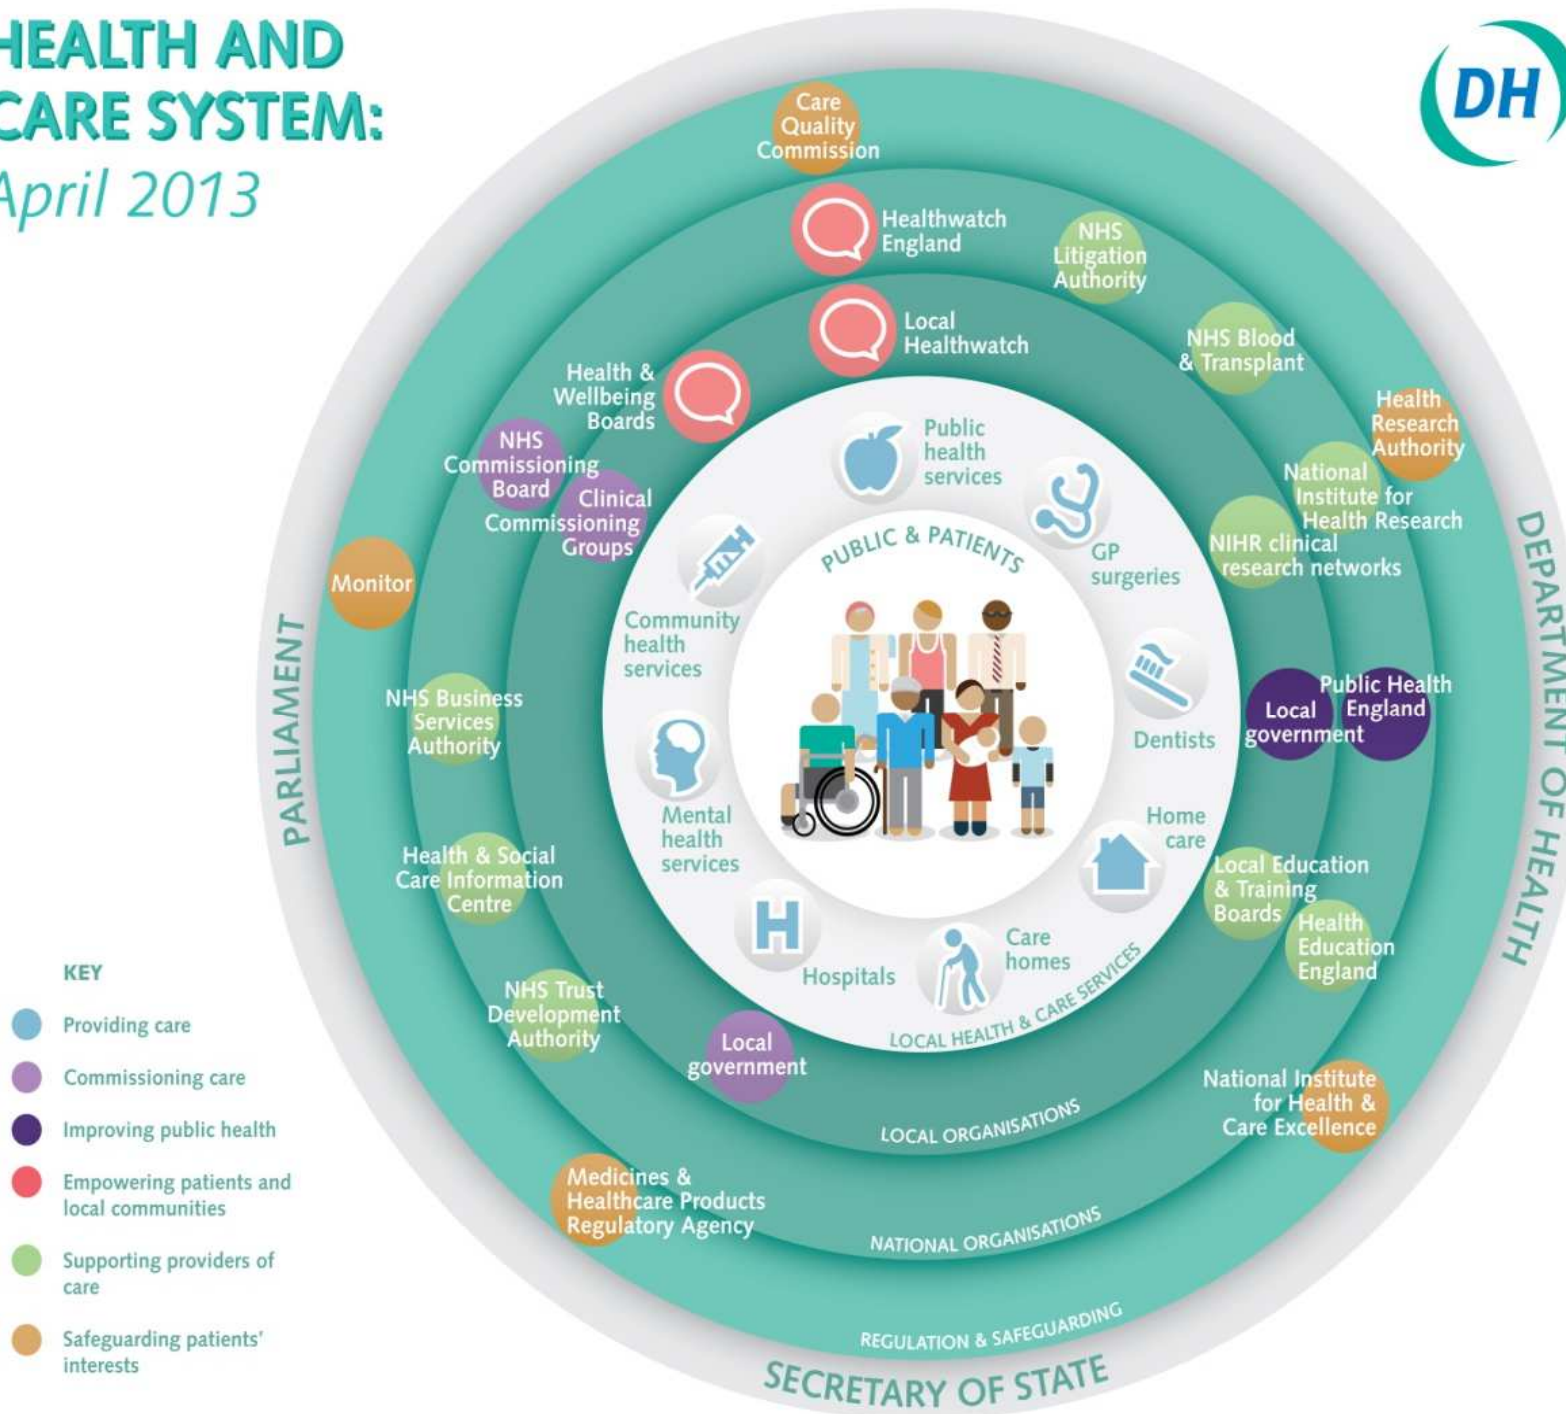 HEALTH AND
CARE SYSTEM:
April 2013
DH
Care
Quality
Commission
Healthwatch
England
NHS
Litigation
Authority
Local
Healthwatch
NHS Blood
& Transplant
Health &
Wellbeing
Boards
Health
Research
Authority
NHS
Commissioning
Board
Clinical
Commissioning
Groups
National
Institute for
Health Research
NIHR clinical
research networks
Public
health
services
GP
surgeries
PUBLIC & PATIENTS
Monitor
Community
health
services
PARLIAMENT
DEPARTMENT OF HEALTH
NHS Business
Services
Authority
Dentists
Local
government
Public Health
England
Mental
health
services
Home
care
Health & Social
Care Information
Centre
Local Education
& Training
Boards
Health
Education
England
Hospitals
Care
homes
LOCAL HEALTH & CARE SERVICES
NHS Trust
Development
Authority
Local
government
National Institute
for Health &
Care Excellence
LOCAL ORGANISATIONS
Medicines &
Healthcare Products
Regulatory Agency
NATIONAL ORGANISATIONS
REGULATION & SAFEGUARDING
SECRETARY OF STATE
KEY
Providing care
Commissioning care
Improving public health
Empowering patients and
local communities
Supporting providers of
care
Safeguarding patients'
interests